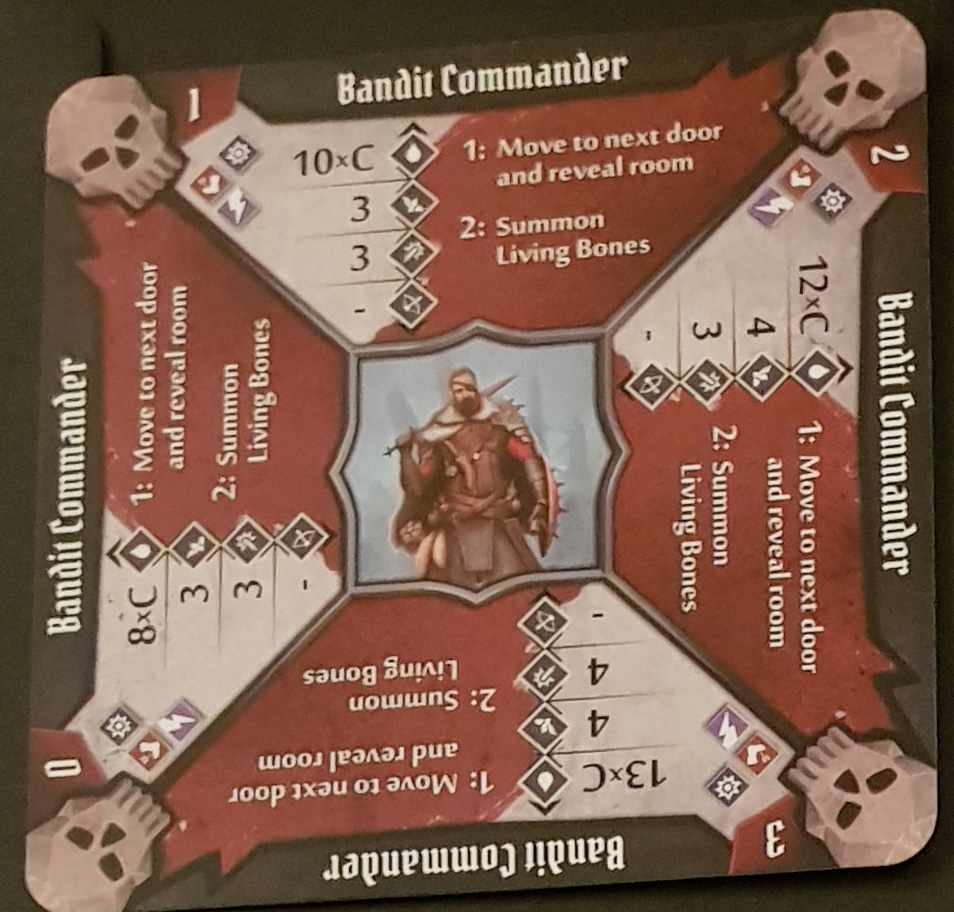 1
Bandit Commander
10×C
3
3
-
1: Move to next door
and reveal room
2: Summon
Living Bones
2
Bandit Commander
12×C
4
3
-
1: Move to next door
and reveal room
2: Summon
Living Bones
3
Bandit Commander
13×C
4
4
-
1: Move to next door
and reveal room
2: Summon
Living Bones
0
Bandit Commander
8×C
3
3
-
1: Move to next door
and reveal room
2: Summon
Living Bones